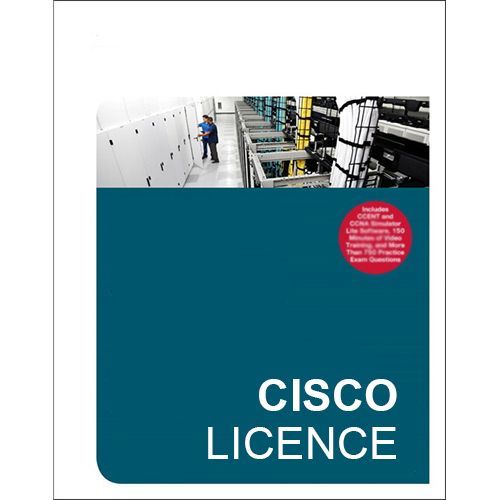 Includes
CCENT and
CCNA Simulator
Lite Software, 150
Minutes of Video
Training, and More
Than 750 Practice
Exam Questions
CISCO
LICENCE